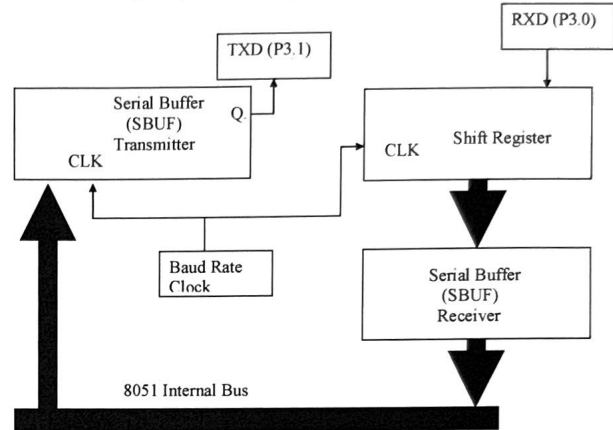 RXD (P3.0)
TXD (P3.1)
Serial Buffer
(SBUF)
Transmitter
Q.
CLK
Shift Register
CLK
Baud Rate
Clock
Serial Buffer
(SBUF)
Receiver
8051 Internal Bus